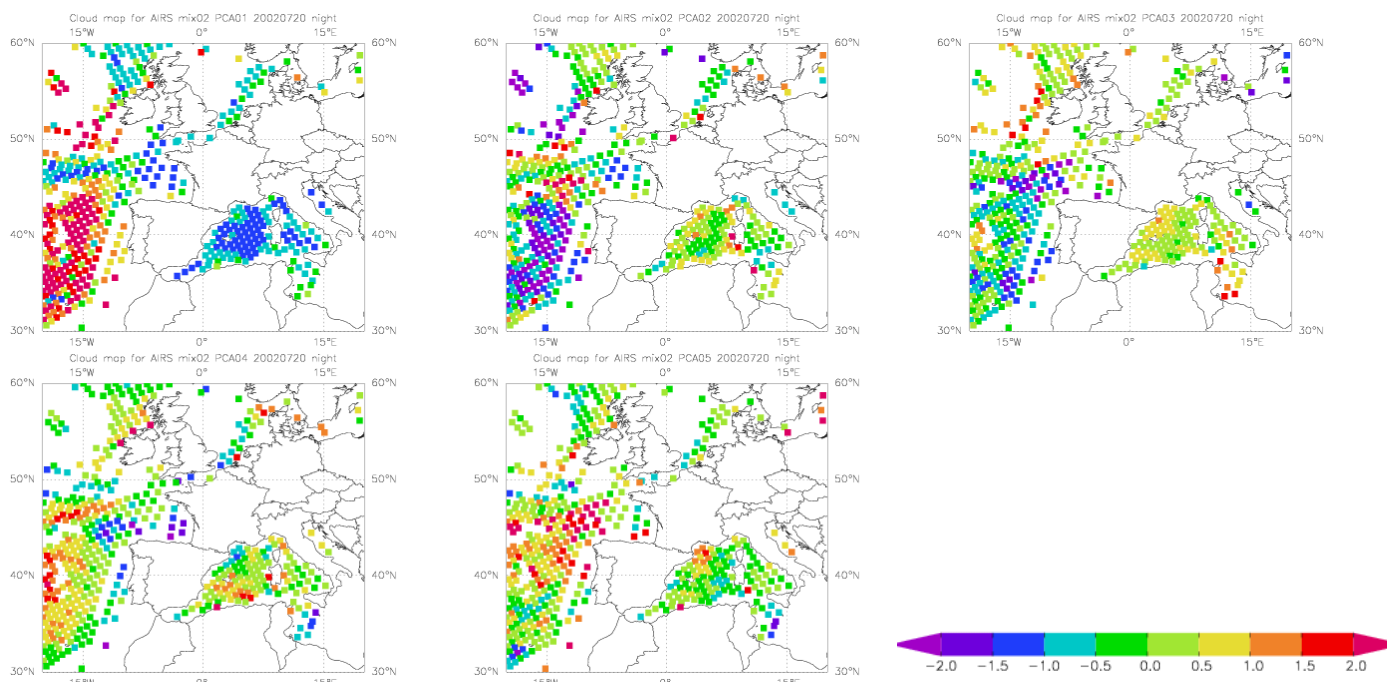 Cloud map for AIRS mix02 PCA01 20020720 night
15°W 0° 15°E
60°N 60°N
50°N 50°N
40°N 40°N
30°N 30°N
15°W 0° 15°E
Cloud map for AIRS mix02 PCA02 20020720 night
15°W 0° 15°E
60°N 60°N
50°N 50°N
40°N 40°N
30°N 30°N
15°W 0° 15°E
Cloud map for AIRS mix02 PCA03 20020720 night
15°W 0° 15°E
60°N 60°N
50°N 50°N
40°N 40°N
30°N 30°N
15°W 0° 15°E
Cloud map for AIRS mix02 PCA04 20020720 night
15°W 0° 15°E
60°N 60°N
50°N 50°N
40°N 40°N
30°N 30°N
15°W 0° 15°E
Cloud map for AIRS mix02 PCA05 20020720 night
15°W 0° 15°E
60°N 60°N
50°N 50°N
40°N 40°N
30°N 30°N
15°W 0° 15°E
−2.0 −1.5 −1.0 −0.5 0.0 0.5 1.0 1.5 2.0